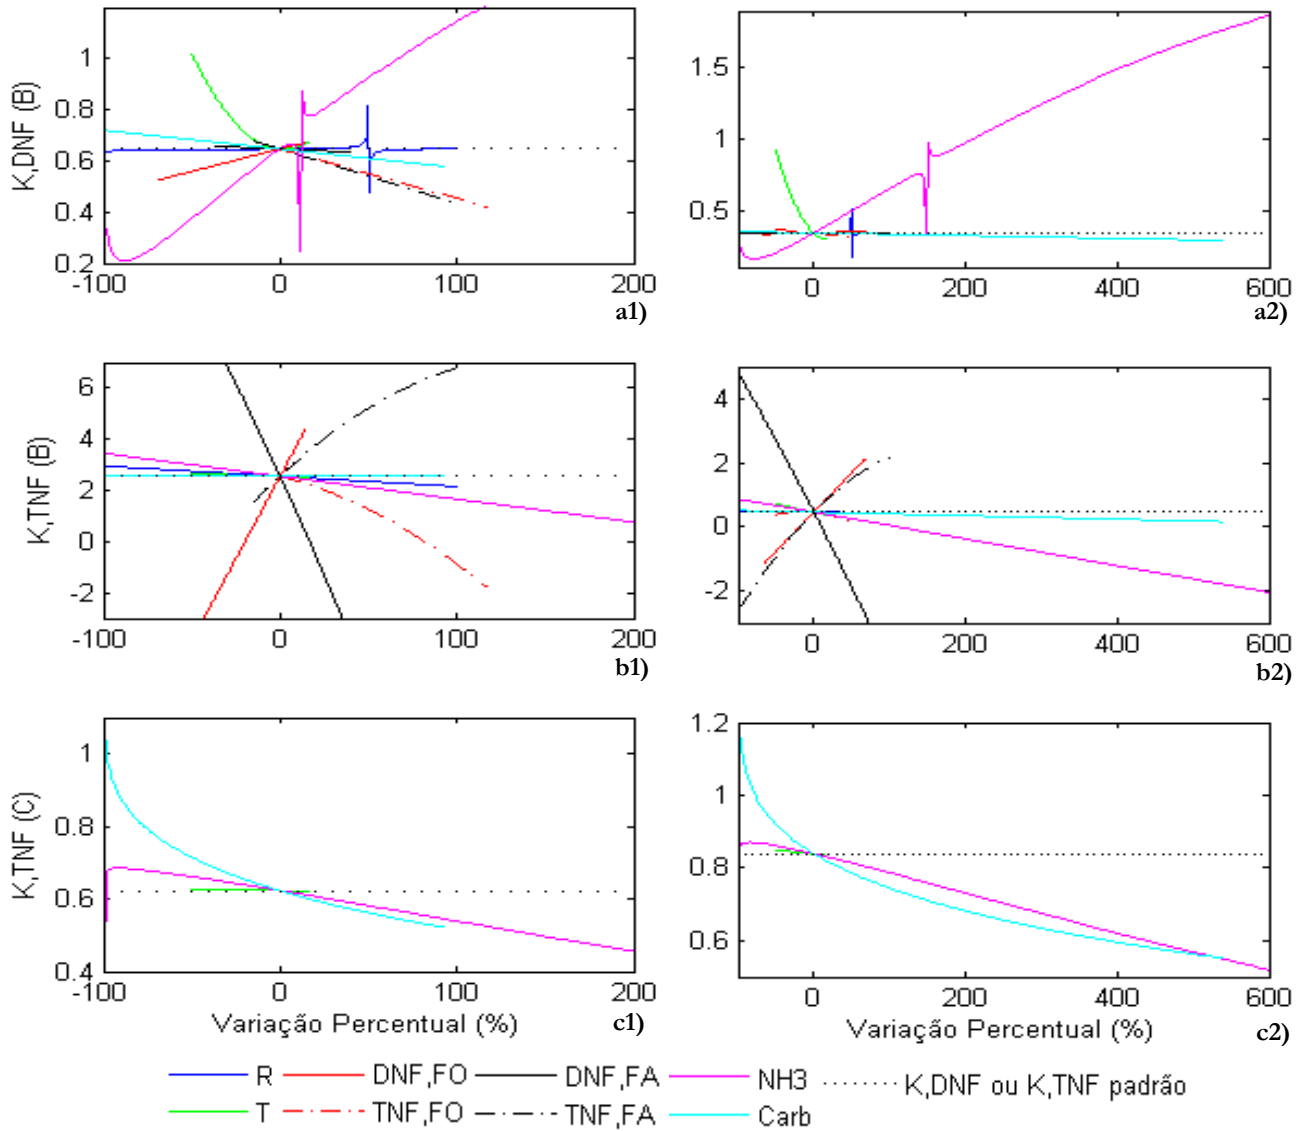 K,DNF (B)
1
0.8
0.6
0.4
0.2
-100 0 100 200
a1)
1.5
1
0.5
0 200 400 600
a2)
K,TNF (B)
6
4
2
0
-2
-100 0 100 200
b1)
4
2
0
-2
0 200 400 600
b2)
K,TNF (C)
1
0.8
0.6
0.4
-100 0 100 200
Variação Percentual (%)
c1)
1.2
1
0.8
0.6
0 200 400 600
Variação Percentual (%)
c2)
R DNF,FO DNF,FA NH3 K,DNF ou K,TNF padrão
T TNF,FO TNF,FA Carb